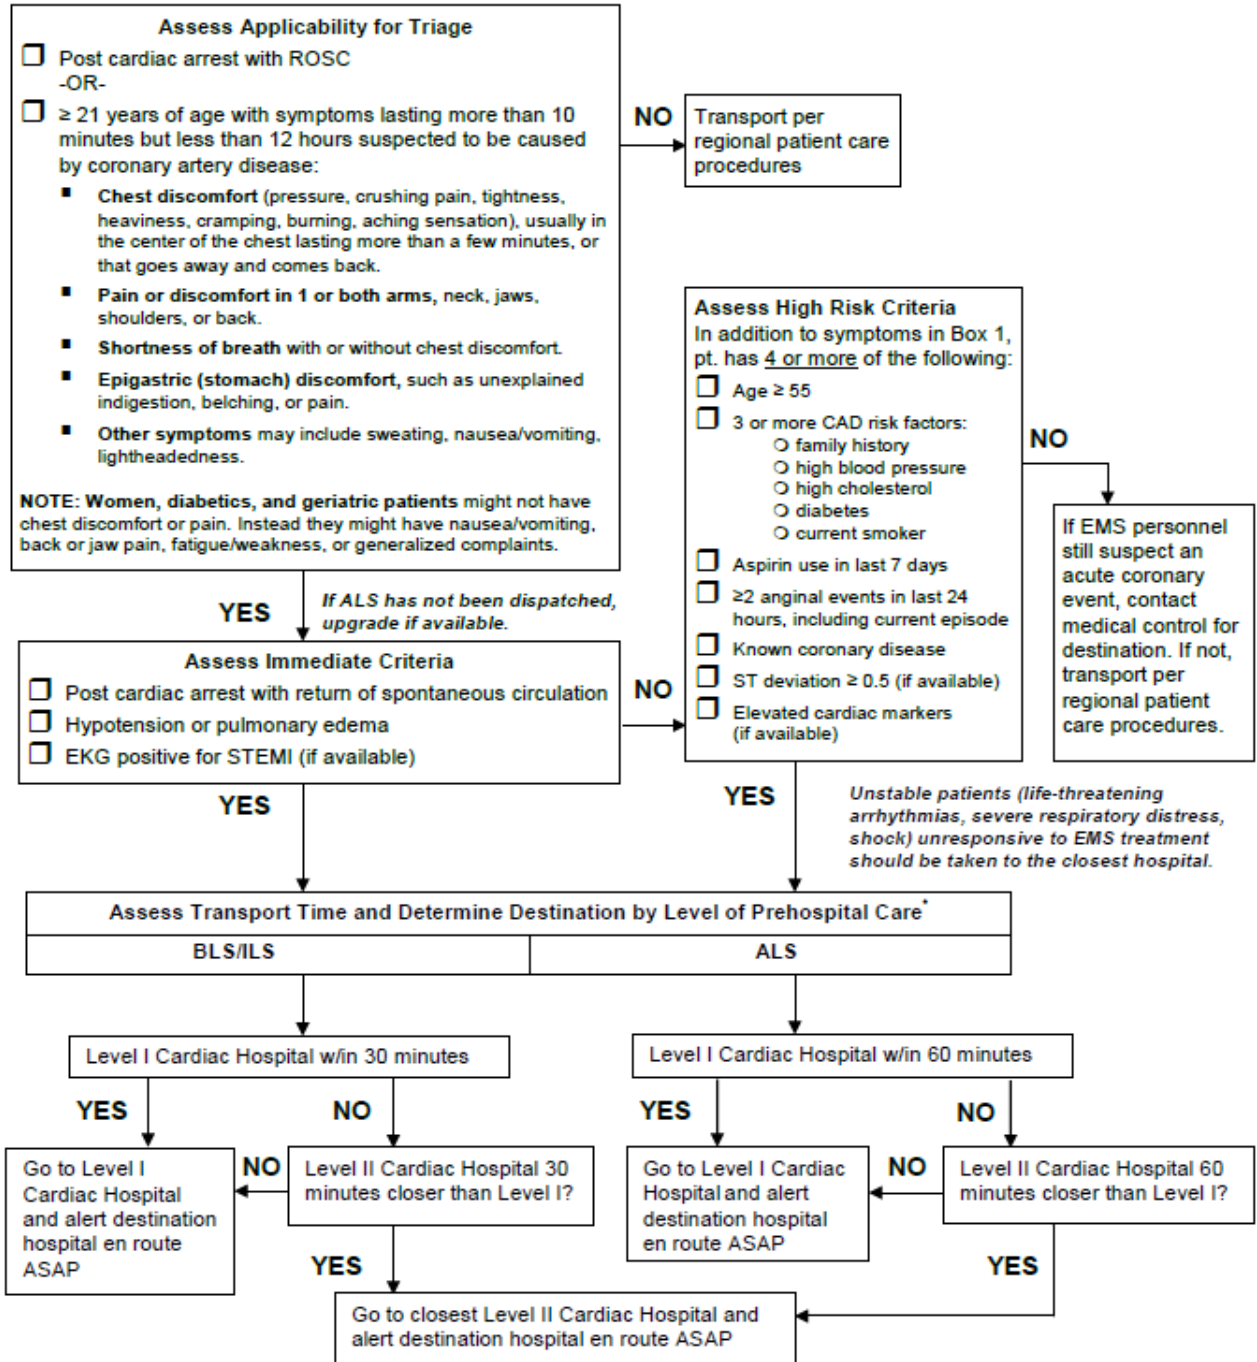 Assess Applicability for Triage
Post cardiac arrest with ROSC
-OR-
≥ 21 years of age with symptoms lasting more than 10
minutes but less than 12 hours suspected to be caused
by coronary artery disease:
Chest discomfort (pressure, crushing pain, tightness,
heaviness, cramping, burning, aching sensation), usually in
the center of the chest lasting more than a few minutes, or
that goes away and comes back.
Pain or discomfort in 1 or both arms, neck, jaws,
shoulders, or back.
Shortness of breath with or without chest discomfort.
Epigastric (stomach) discomfort, such as unexplained
indigestion, belching, or pain.
Other symptoms may include sweating, nausea/vomiting,
lightheadedness.
NOTE: Women, diabetics, and geriatric patients might not have
chest discomfort or pain. Instead they might have nausea/vomiting,
back or jaw pain, fatigue/weakness, or generalized complaints.
NO
Transport per
regional patient care
procedures
YES
If ALS has not been dispatched,
upgrade if available.
Assess Immediate Criteria
Post cardiac arrest with return of spontaneous circulation
Hypotension or pulmonary edema
EKG positive for STEMI (if available)
NO
Assess High Risk Criteria
In addition to symptoms in Box 1,
pt. has 4 or more of the following:
Age ≥ 55
3 or more CAD risk factors:
family history
high blood pressure
high cholesterol
diabetes
current smoker
Aspirin use in last 7 days
≥2 anginal events in last 24
hours, including current episode
Known coronary disease
ST deviation ≥ 0.5 (if available)
Elevated cardiac markers
(if available)
NO
If EMS personnel
still suspect an
acute coronary
event, contact
medical control for
destination. If not,
transport per
regional patient
care procedures.
YES
YES
Unstable patients (life-threatening
arrhythmias, severe respiratory distress,
shock) unresponsive to EMS treatment
should be taken to the closest hospital.
Assess Transport Time and Determine Destination by Level of Prehospital Care*
BLS/ILS
ALS
Level I Cardiac Hospital w/in 30 minutes
YES
NO
Go to Level I
Cardiac Hospital
and alert destination
hospital en route
ASAP
NO
Level II Cardiac Hospital 30
minutes closer than Level I?
YES
Level I Cardiac Hospital w/in 60 minutes
YES
NO
Go to Level I Cardiac
Hospital and alert
destination hospital
en route ASAP
NO
Level II Cardiac Hospital 60
minutes closer than Level I?
YES
Go to closest Level II Cardiac Hospital and
alert destination hospital en route ASAP